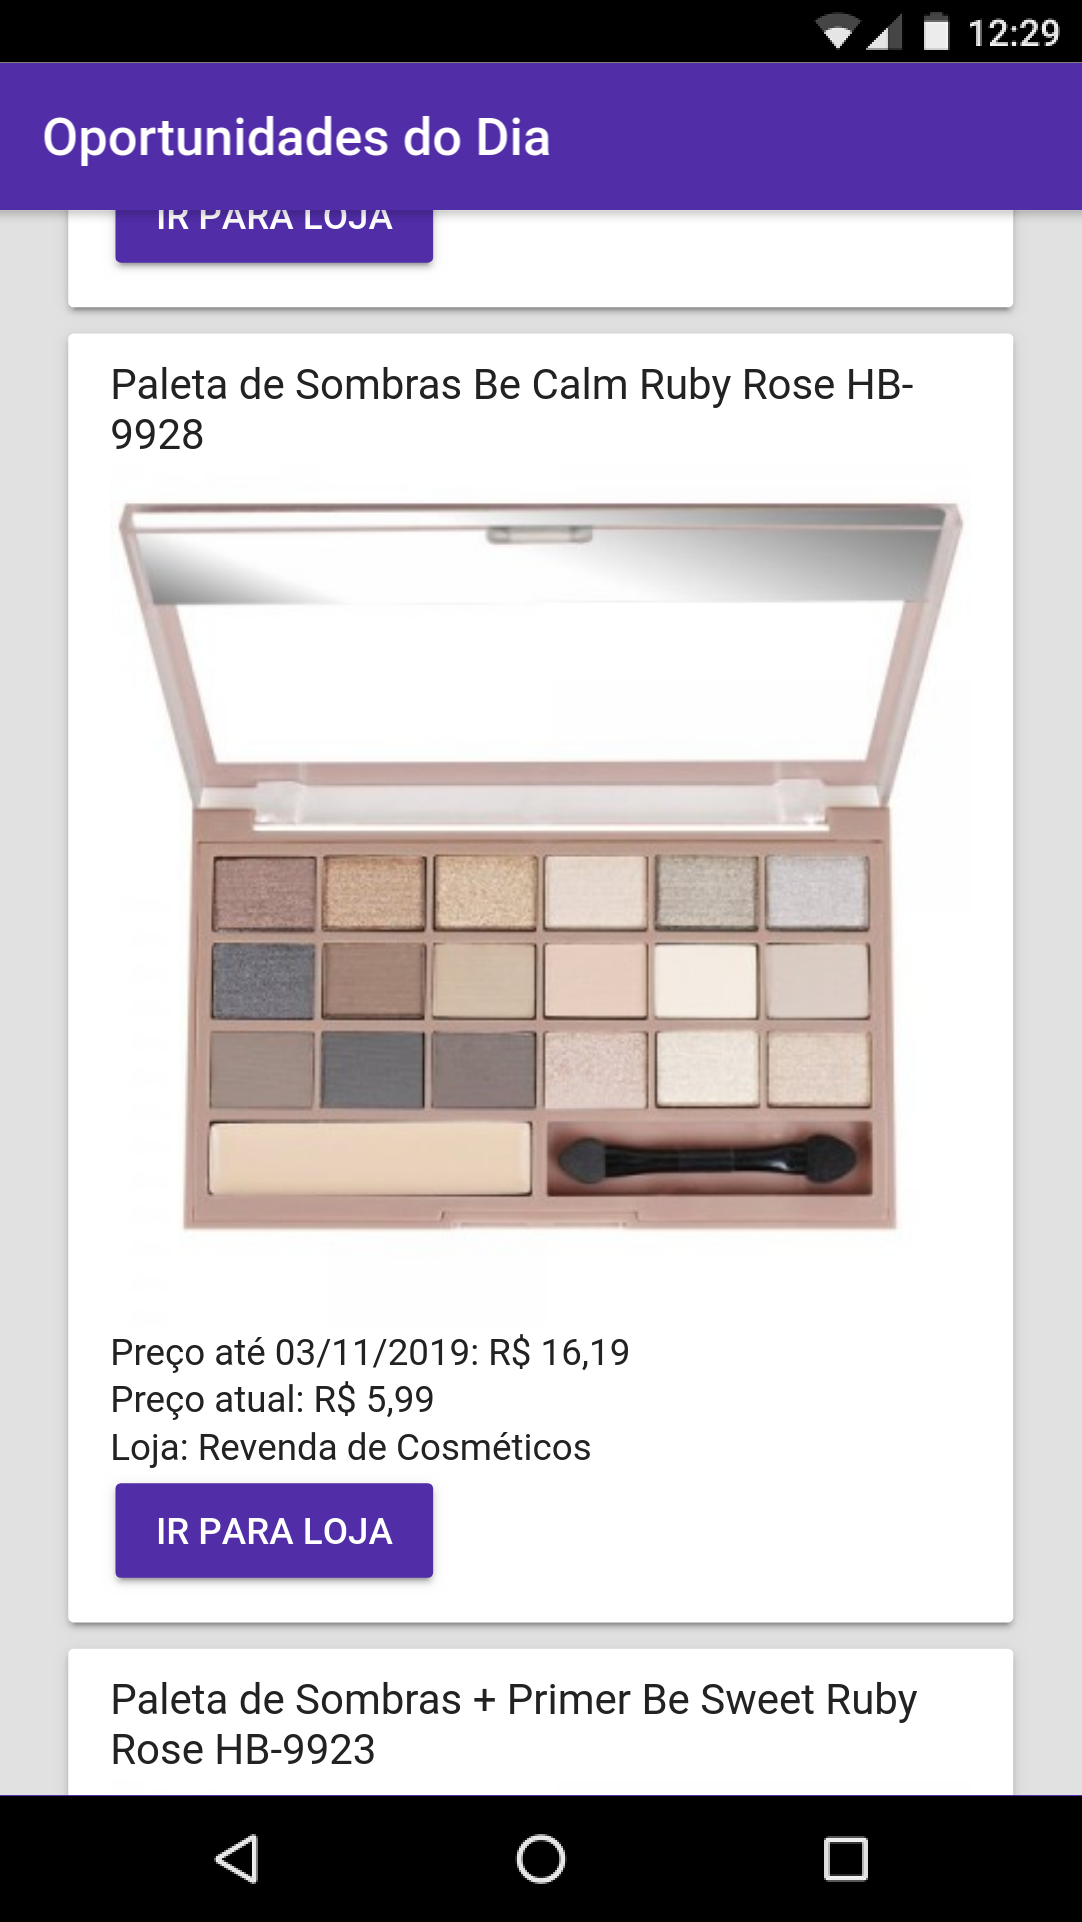 12:29
Oportunidades do Dia
IR PARA LOJA
Paleta de Sombras Be Calm Ruby Rose HB-
9928
Preço até 03/11/2019: R$ 16,19
Preço atual: R$ 5,99
Loja: Revenda de Cosméticos
IR PARA LOJA
Paleta de Sombras + Primer Be Sweet Ruby
Rose HB-9923